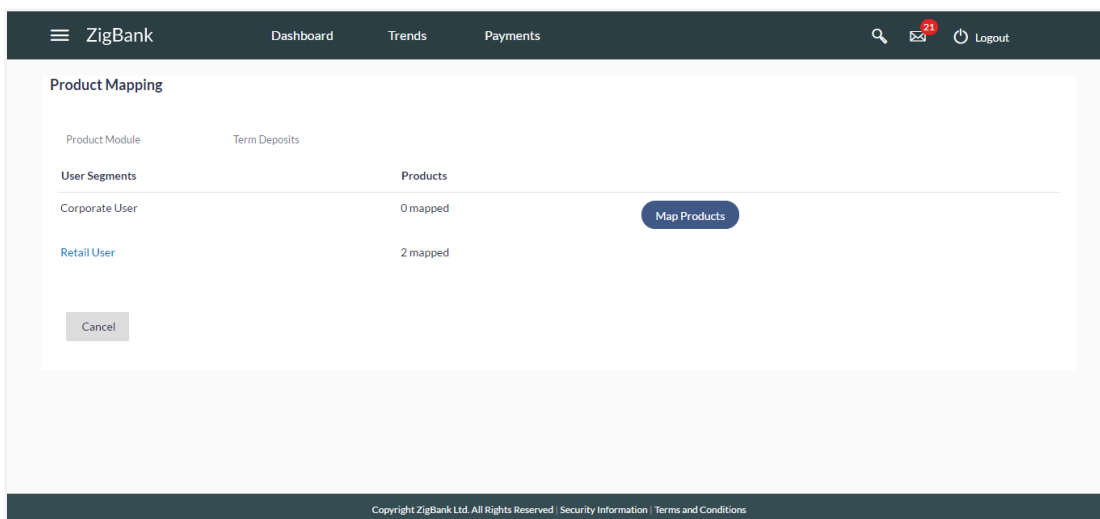 ZigBank Dashboard Trends Payments 21 Logout
Product Mapping
Product Module Term Deposits
User Segments Products
Corporate User 0 mapped Map Products
Retail User 2 mapped
Cancel
Copyright ZigBank Ltd. All Rights Reserved | Security Information | Terms and Conditions